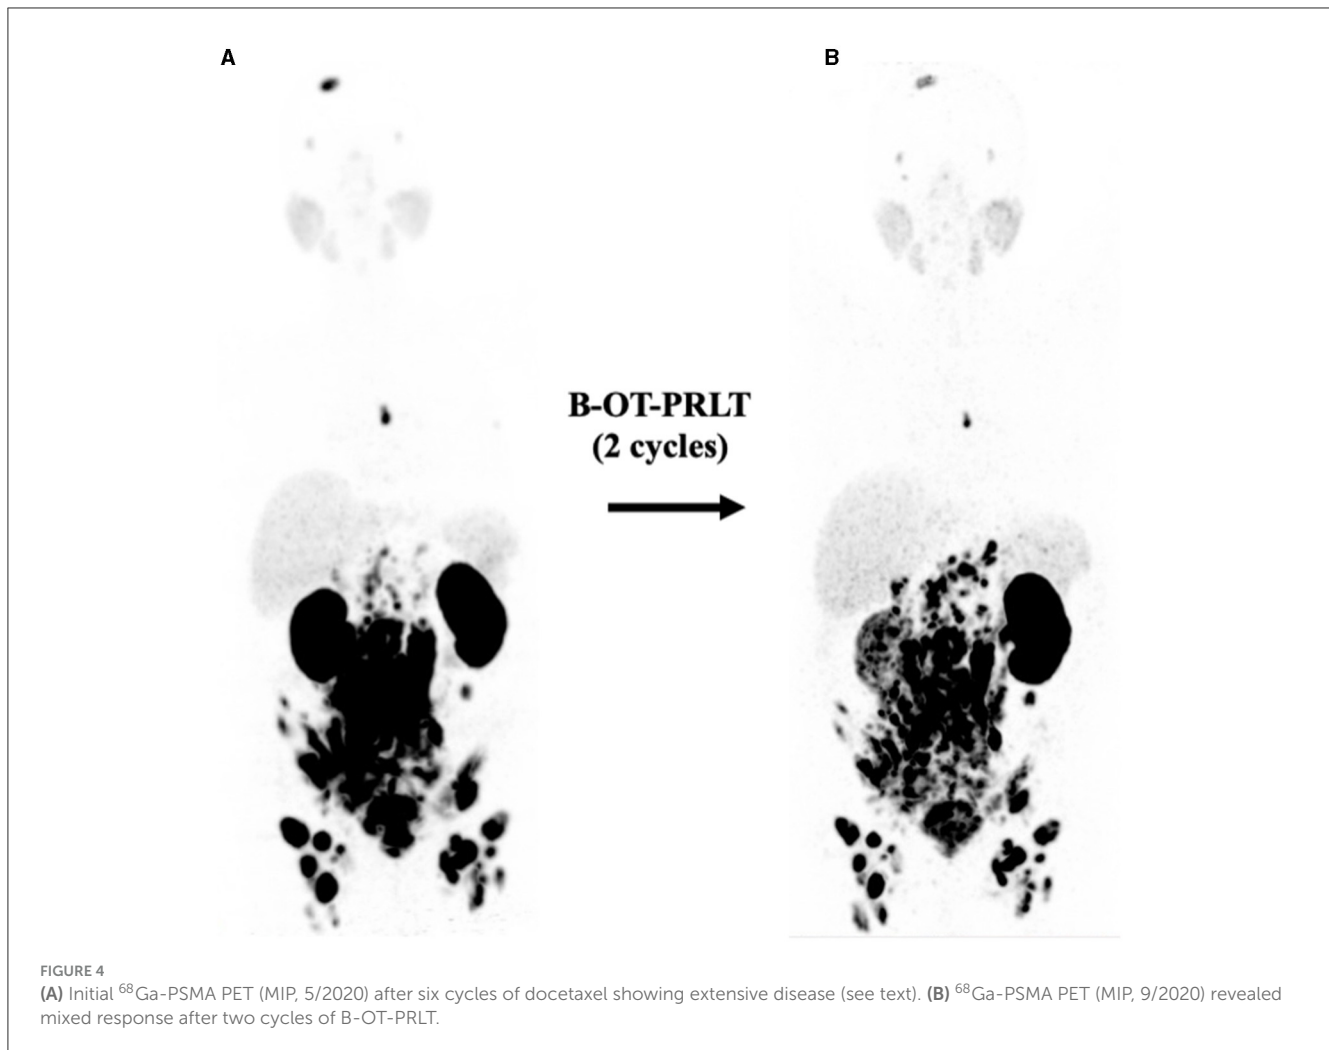 A
B
B-OT-PRLT
(2 cycles)
FIGURE 4
(A) Initial ⁶⁸Ga-PSMA PET (MIP, 5/2020) after six cycles of docetaxel showing extensive disease (see text). (B) ⁶⁸Ga-PSMA PET (MIP, 9/2020) revealed
mixed response after two cycles of B-OT-PRLT.